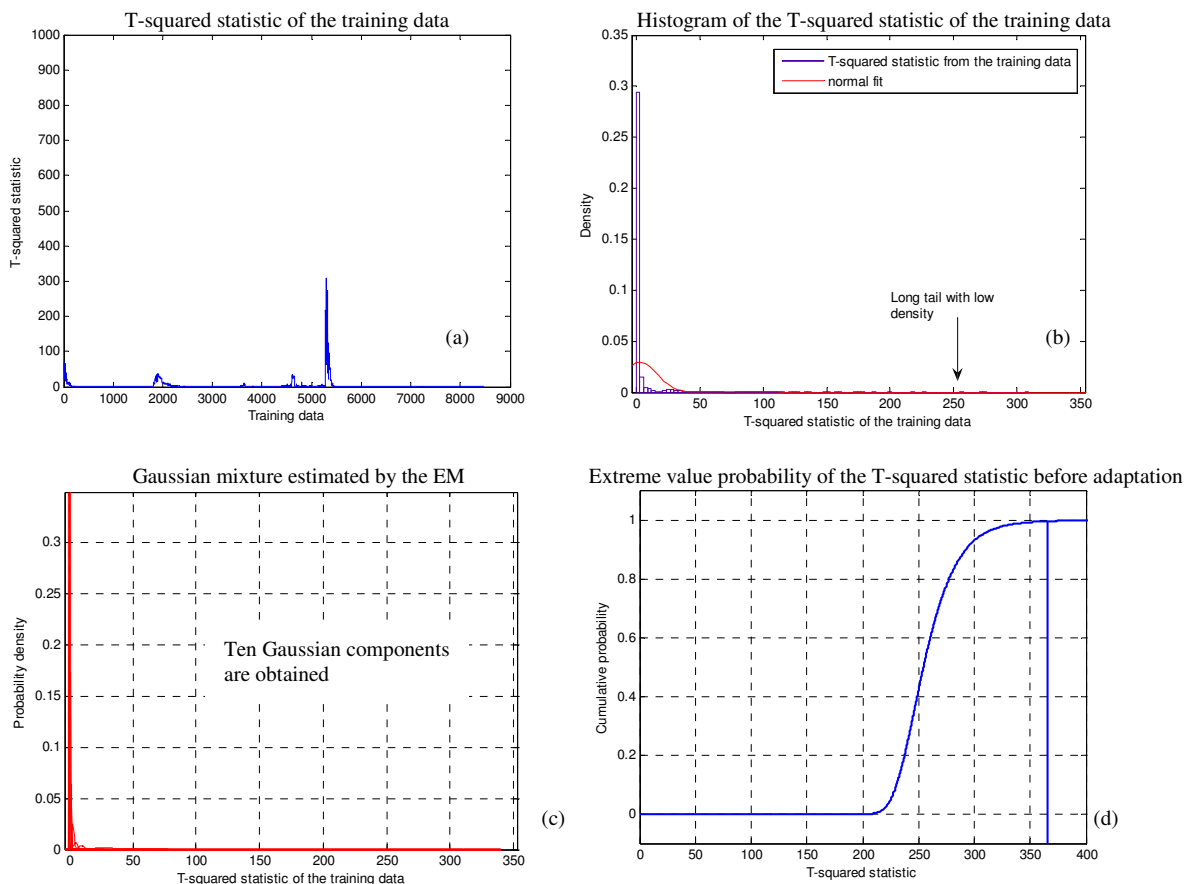 T-squared statistic of the training data
1000
900
800
700
600
500
400
300
200
100
0
T-squared statistic
0 1000 2000 3000 4000 5000 6000 7000 8000 9000
Training data
(a)
Histogram of the T-squared statistic of the training data
0.35
0.3
0.25
0.2
0.15
0.1
0.05
0
Density
T-squared statistic from the training data
normal fit
Long tail with low
density
(b)
0 50 100 150 200 250 300 350
T-squared statistic of the training data
Gaussian mixture estimated by the EM
0.3
0.25
0.2
0.15
0.1
0.05
0
Probability density
Ten Gaussian components
are obtained
(c)
0 50 100 150 200 250 300 350
T-squared statistic of the training data
Extreme value probability of the T-squared statistic before adaptation
1
0.8
0.6
0.4
0.2
0
Cumulative probability
(d)
0 50 100 150 200 250 300 350 400
T-squared statistic